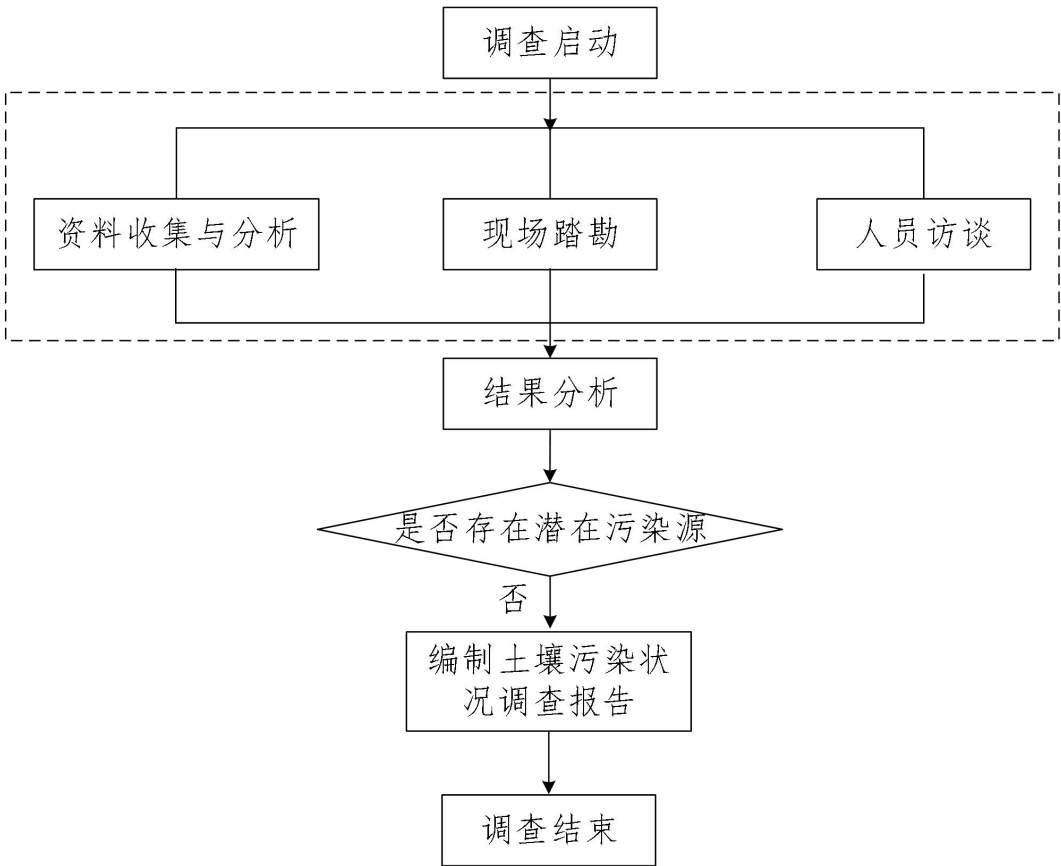 调查启动
资料收集与分析
现场踏勘
人员访谈
结果分析
是否存在潜在污染源
否
编制土壤污染状
况调查报告
调查结束